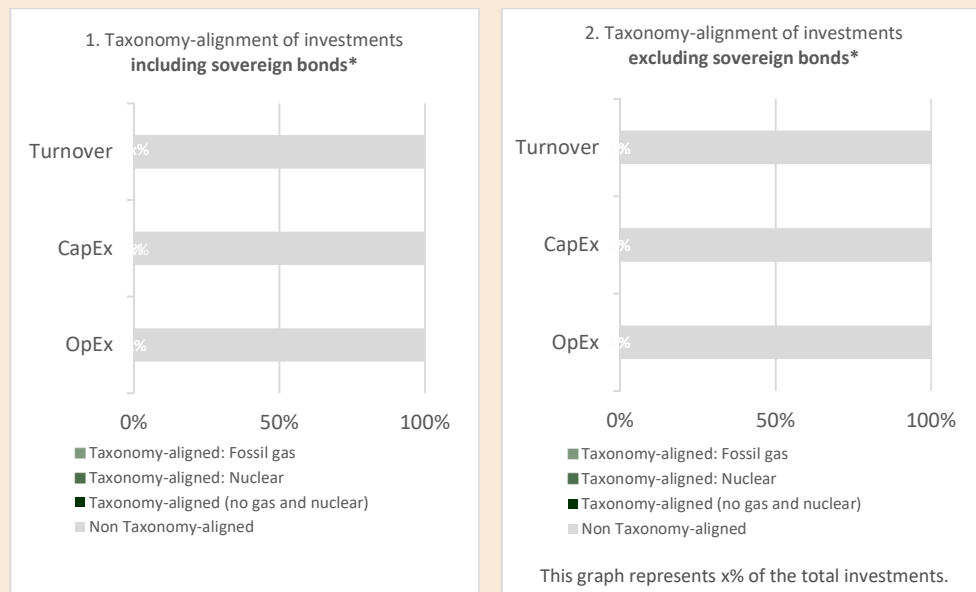 1. Taxonomy-alignment of investments
including sovereign bonds*
Turnover
x%
CapEx
%
OpEx
%
0%
50%
100%
Taxonomy-aligned: Fossil gas
Taxonomy-aligned: Nuclear
Taxonomy-aligned (no gas and nuclear)
Non Taxonomy-aligned
2. Taxonomy-alignment of investments
excluding sovereign bonds*
Turnover
%
CapEx
%
OpEx
%
0%
50%
100%
Taxonomy-aligned: Fossil gas
Taxonomy-aligned: Nuclear
Taxonomy-aligned (no gas and nuclear)
Non Taxonomy-aligned
This graph represents x% of the total investments.